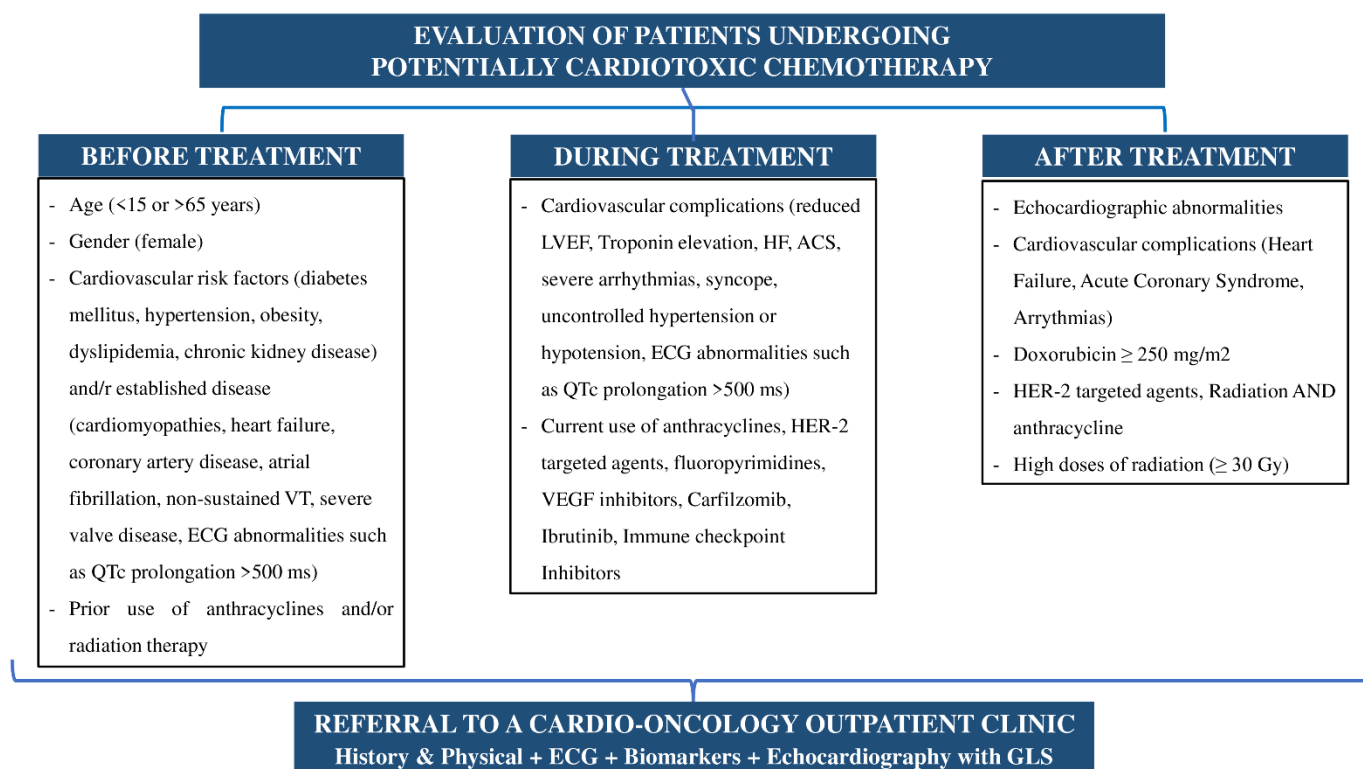 EVALUATION OF PATIENTS UNDERGOING
POTENTIALLY CARDIOTOXIC CHEMOTHERAPY
BEFORE TREATMENT
- Age (<15 or >65 years)
- Gender (female)
- Cardiovascular risk factors (diabetes
mellitus, hypertension, obesity,
dyslipidemia, chronic kidney disease)
and/r established disease
(cardiomyopathies, heart failure,
coronary artery disease, atrial
fibrillation, non-sustained VT, severe
valve disease, ECG abnormalities such
as QTc prolongation >500 ms)
- Prior use of anthracyclines and/or
radiation therapy
DURING TREATMENT
- Cardiovascular complications (reduced
LVEF, Troponin elevation, HF, ACS,
severe arrhythmias, syncope,
uncontrolled hypertension or
hypotension, ECG abnormalities such
as QTc prolongation >500 ms)
- Current use of anthracyclines, HER-2
targeted agents, fluoropyrimidines,
VEGF inhibitors, Carfilzomib,
Ibrutinib, Immune checkpoint
Inhibitors
AFTER TREATMENT
- Echocardiographic abnormalities
- Cardiovascular complications (Heart
Failure, Acute Coronary Syndrome,
Arrythmias)
- Doxorubicin ≥ 250 mg/m2
- HER-2 targeted agents, Radiation AND
anthracycline
- High doses of radiation (≥ 30 Gy)
REFERRAL TO A CARDIO-ONCOLOGY OUTPATIENT CLINIC
History & Physical + ECG + Biomarkers + Echocardiography with GLS